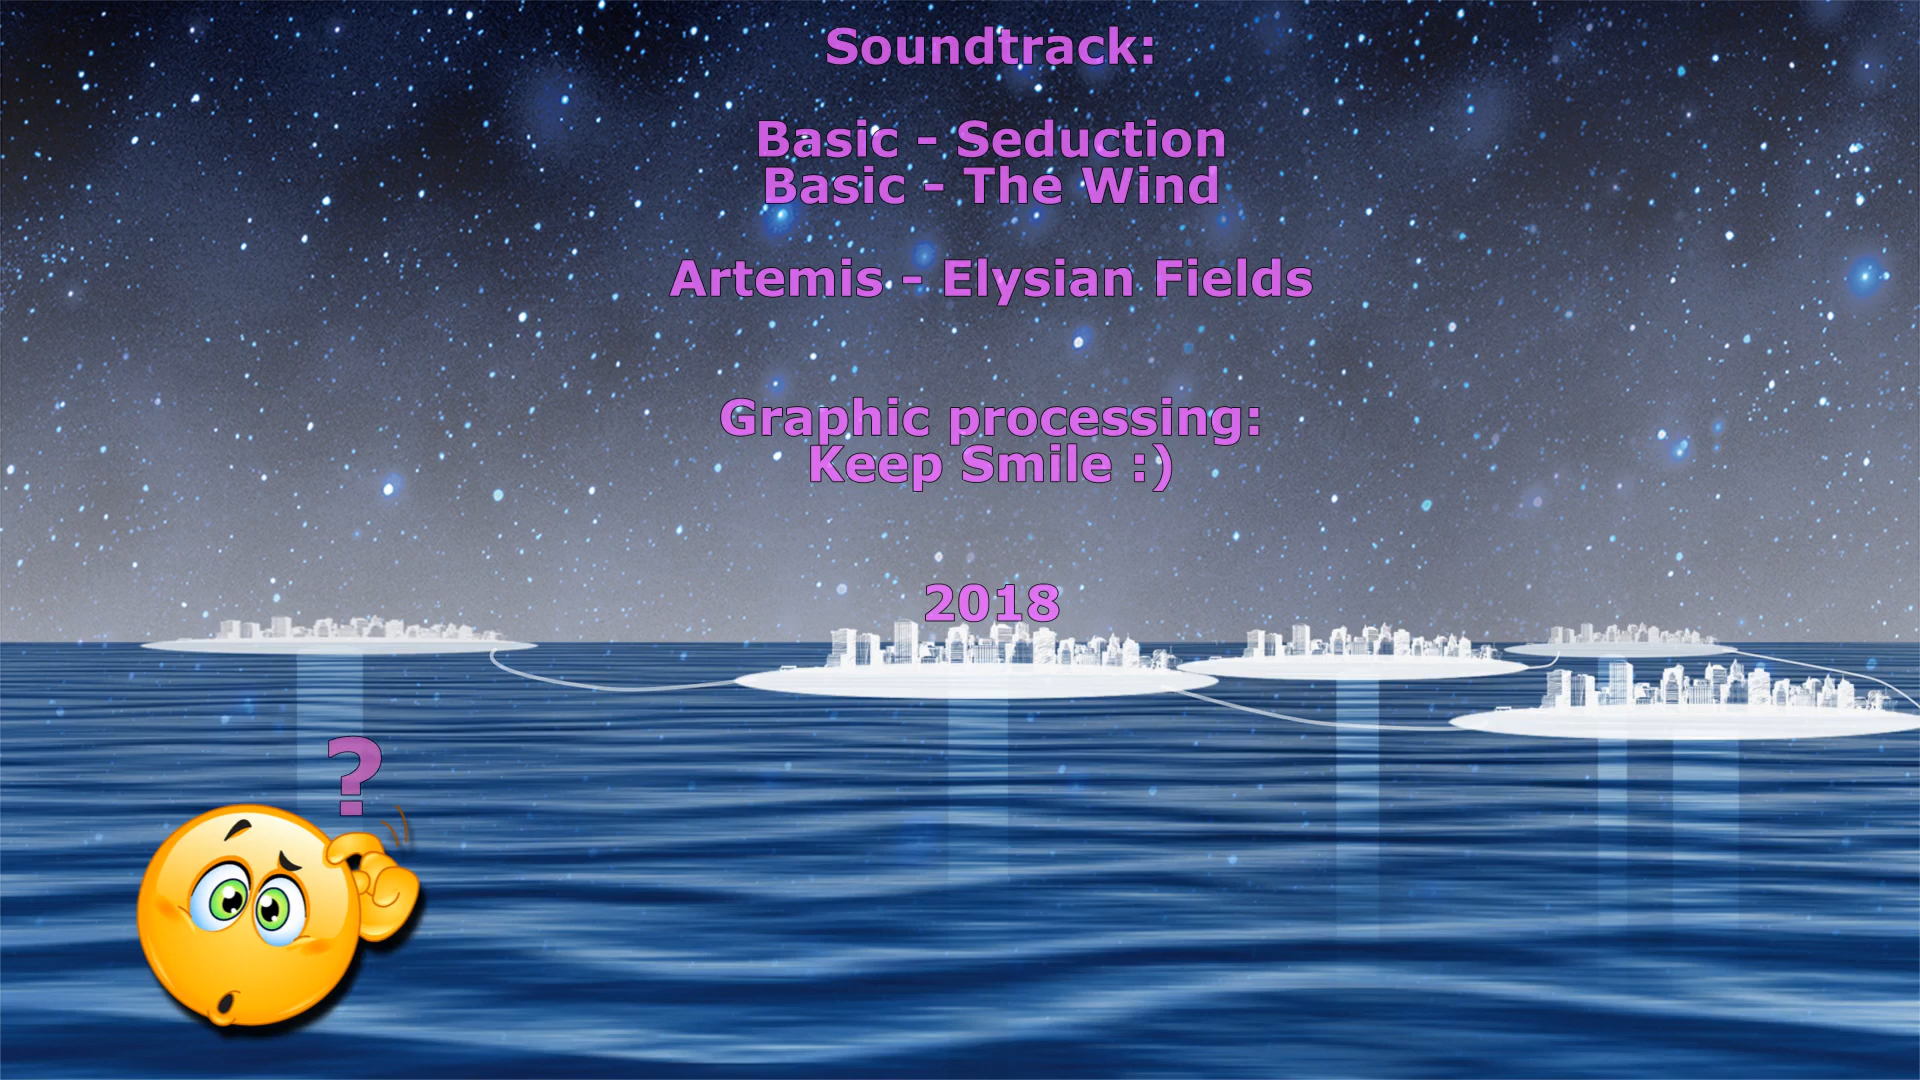 Soundtrack:
Basic - Seduction
Basic - The Wind
Artemis - Elysian Fields
Graphic processing:
Keep Smile :)
2018
?